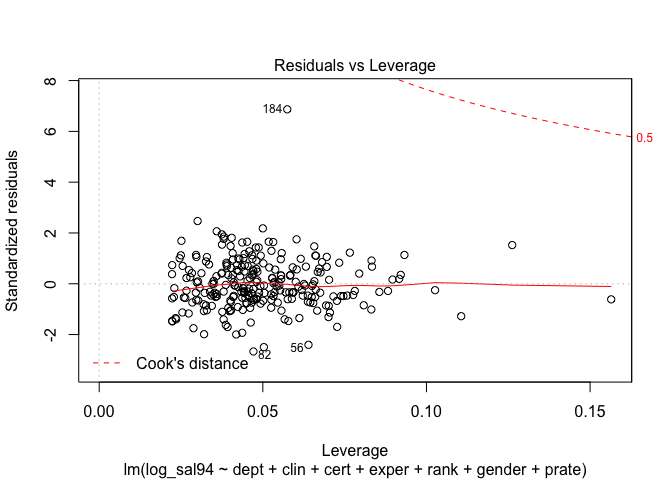 Residuals vs Leverage
Standardized residuals
8
6
4
2
0
-2
184
0.5
82
56
Cook's distance
0.00
0.05
0.10
0.15
Leverage
lm(log_sal94 ~ dept + clin + cert + exper + rank + gender + prate)